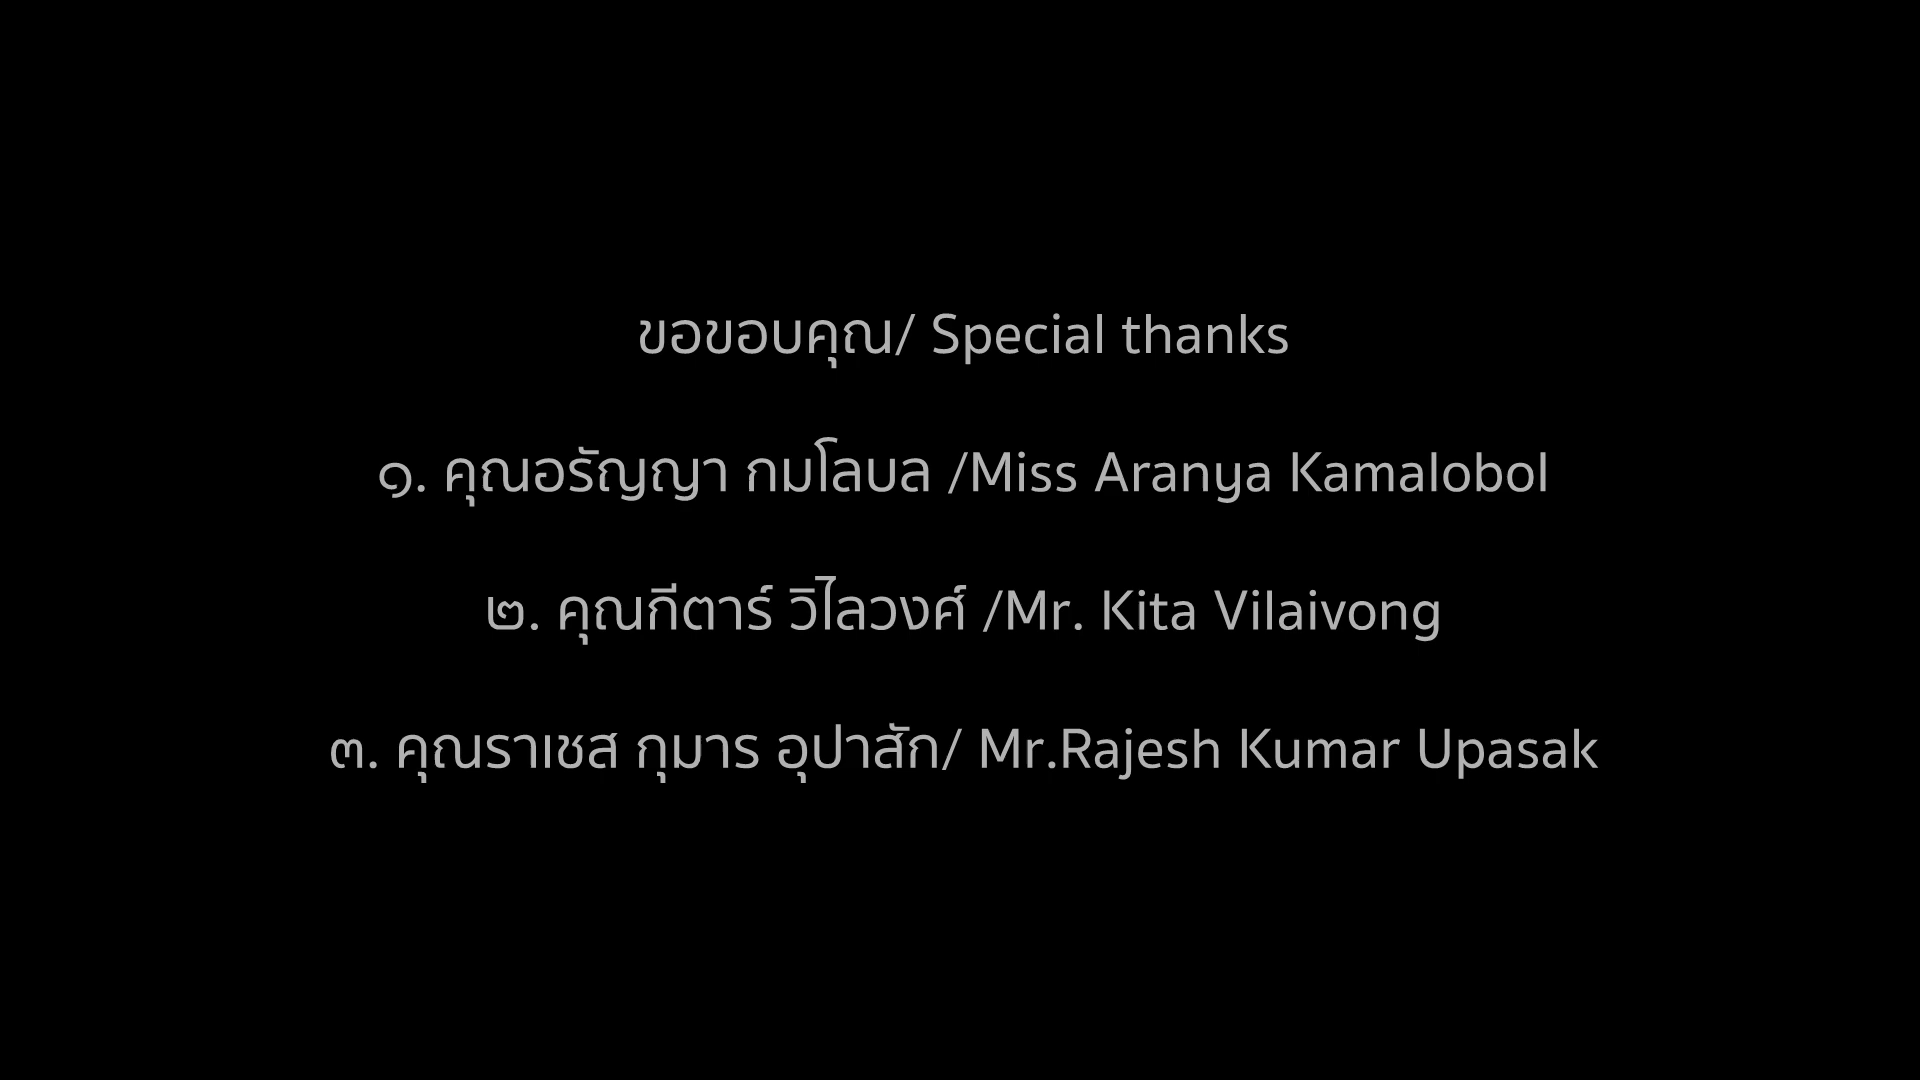 ขอขอบคุณ/ Special thanks
๑. คุณอรัญญา กมโลบล /Miss Aranya Kamalobol
๒. คุณกีตาร์ วิไลวงศ์ /Mr. Kita Vilaivong
๓. คุณราเชส กุมาร อุปาสัก/ Mr.Rajesh Kumar Upasak